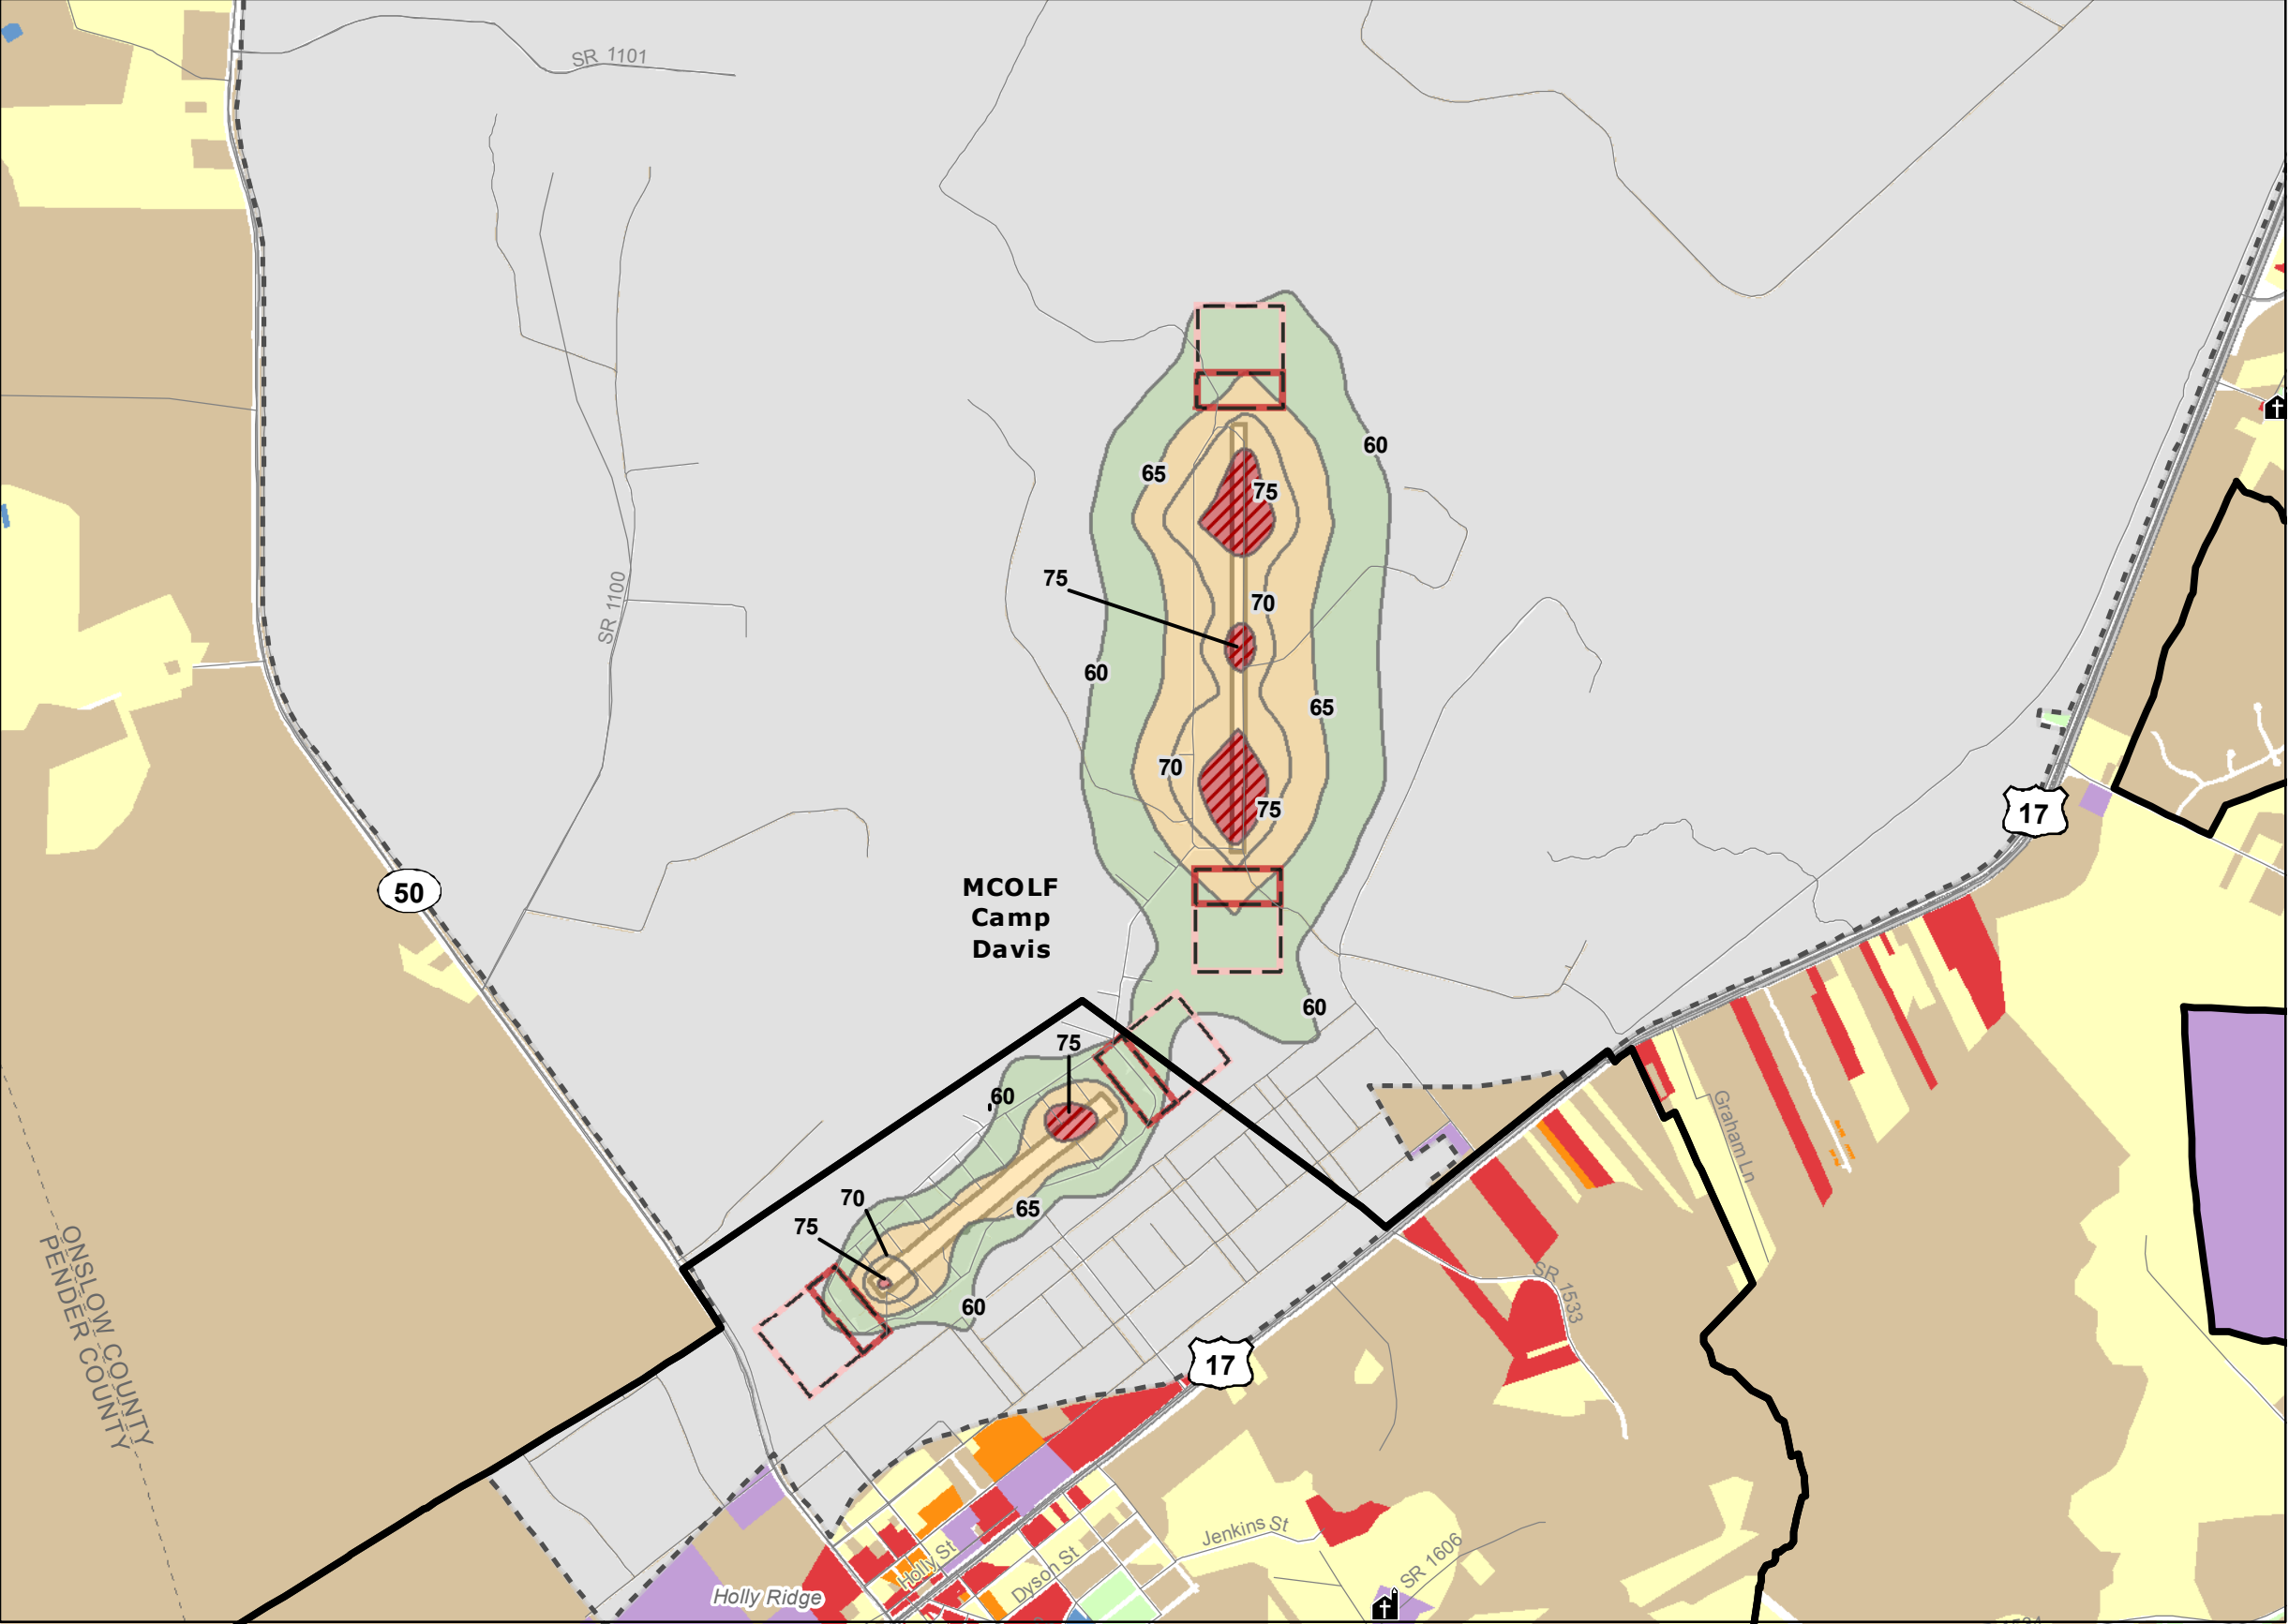 SR 1101
60
65
75
75
SR 1100
70
60
65
70
17
75
MCOLF
Camp
Davis
50
60
75
60
Graham Ln
70
65
75
ONSLOW COUNTY
PENDER COUNTY
SR 1533
60
17
Jenkins St
SR 1606
Holly St
Dyson St
Holly Ridge